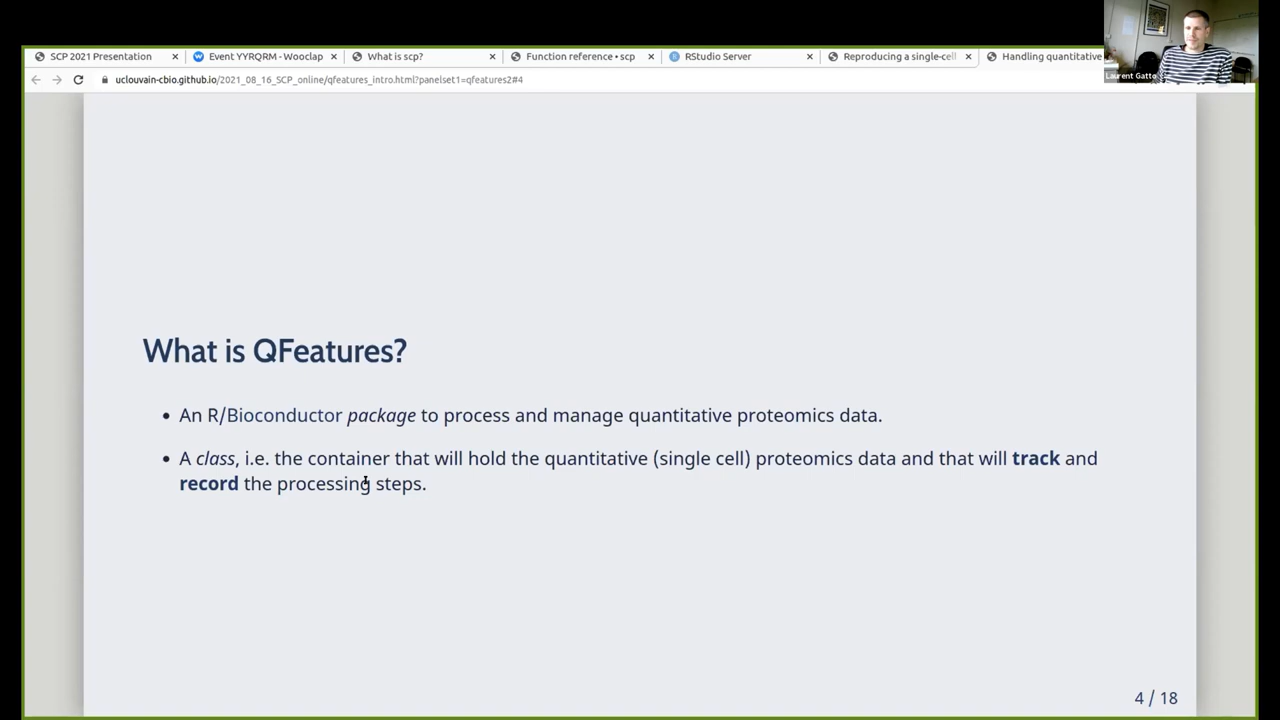 SCP 2021 Presentation
Event YYRQRM - Wooclap
What is scp?
Function reference • scp
RStudio Server
Reproducing a single-cell
Handling quantitative
uclouvain-cbio.github.io/2021_08_16_SCP_online/qfeatures_intro.html?panelset1=qfeatures2#4
Laurent Gatto
What is QFeatures?
• An R/Bioconductor package to process and manage quantitative proteomics data.
• A class, i.e. the container that will hold the quantitative (single cell) proteomics data and that will track and
record the processing steps.
4 / 18